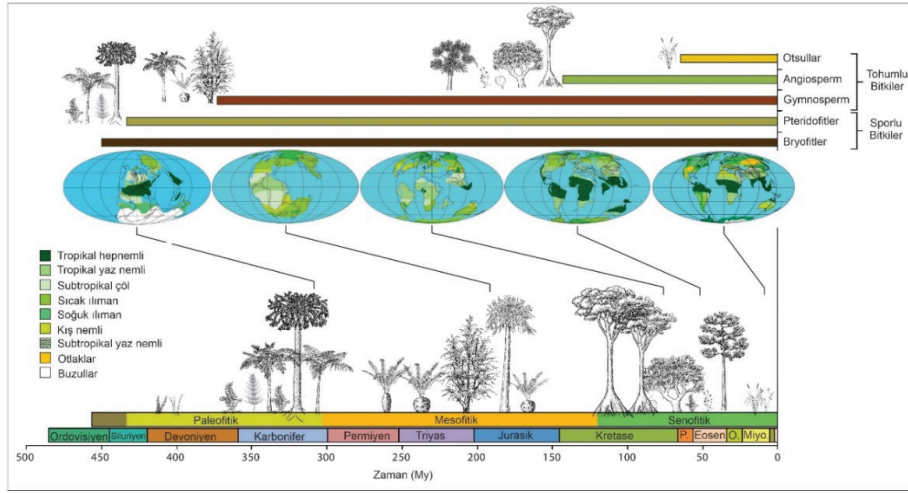 Otsullar
Angiosperm
Gymnosperm
Tohumlu
Bitkiler
Pteridofitler
Bryofitler
Sporlu
Bitkiler
Tropikal hepnemli
Tropikal yaz nemli
Subtropikal çöl
Sıcak ılıman
Soğuk ılıman
Kış nemli
Subtropikal yaz nemli
Otlaklar
Buzullar
Paleofitik Mesofitik Senofitik
Ordovisiyen Siluriyen Devoniyen Karbonifer Permiyen Triyas Jurasik Kretase P. Eosen O. Miyo.
500 450 400 350 300 250 200 150 100 50 0
Zaman (My)